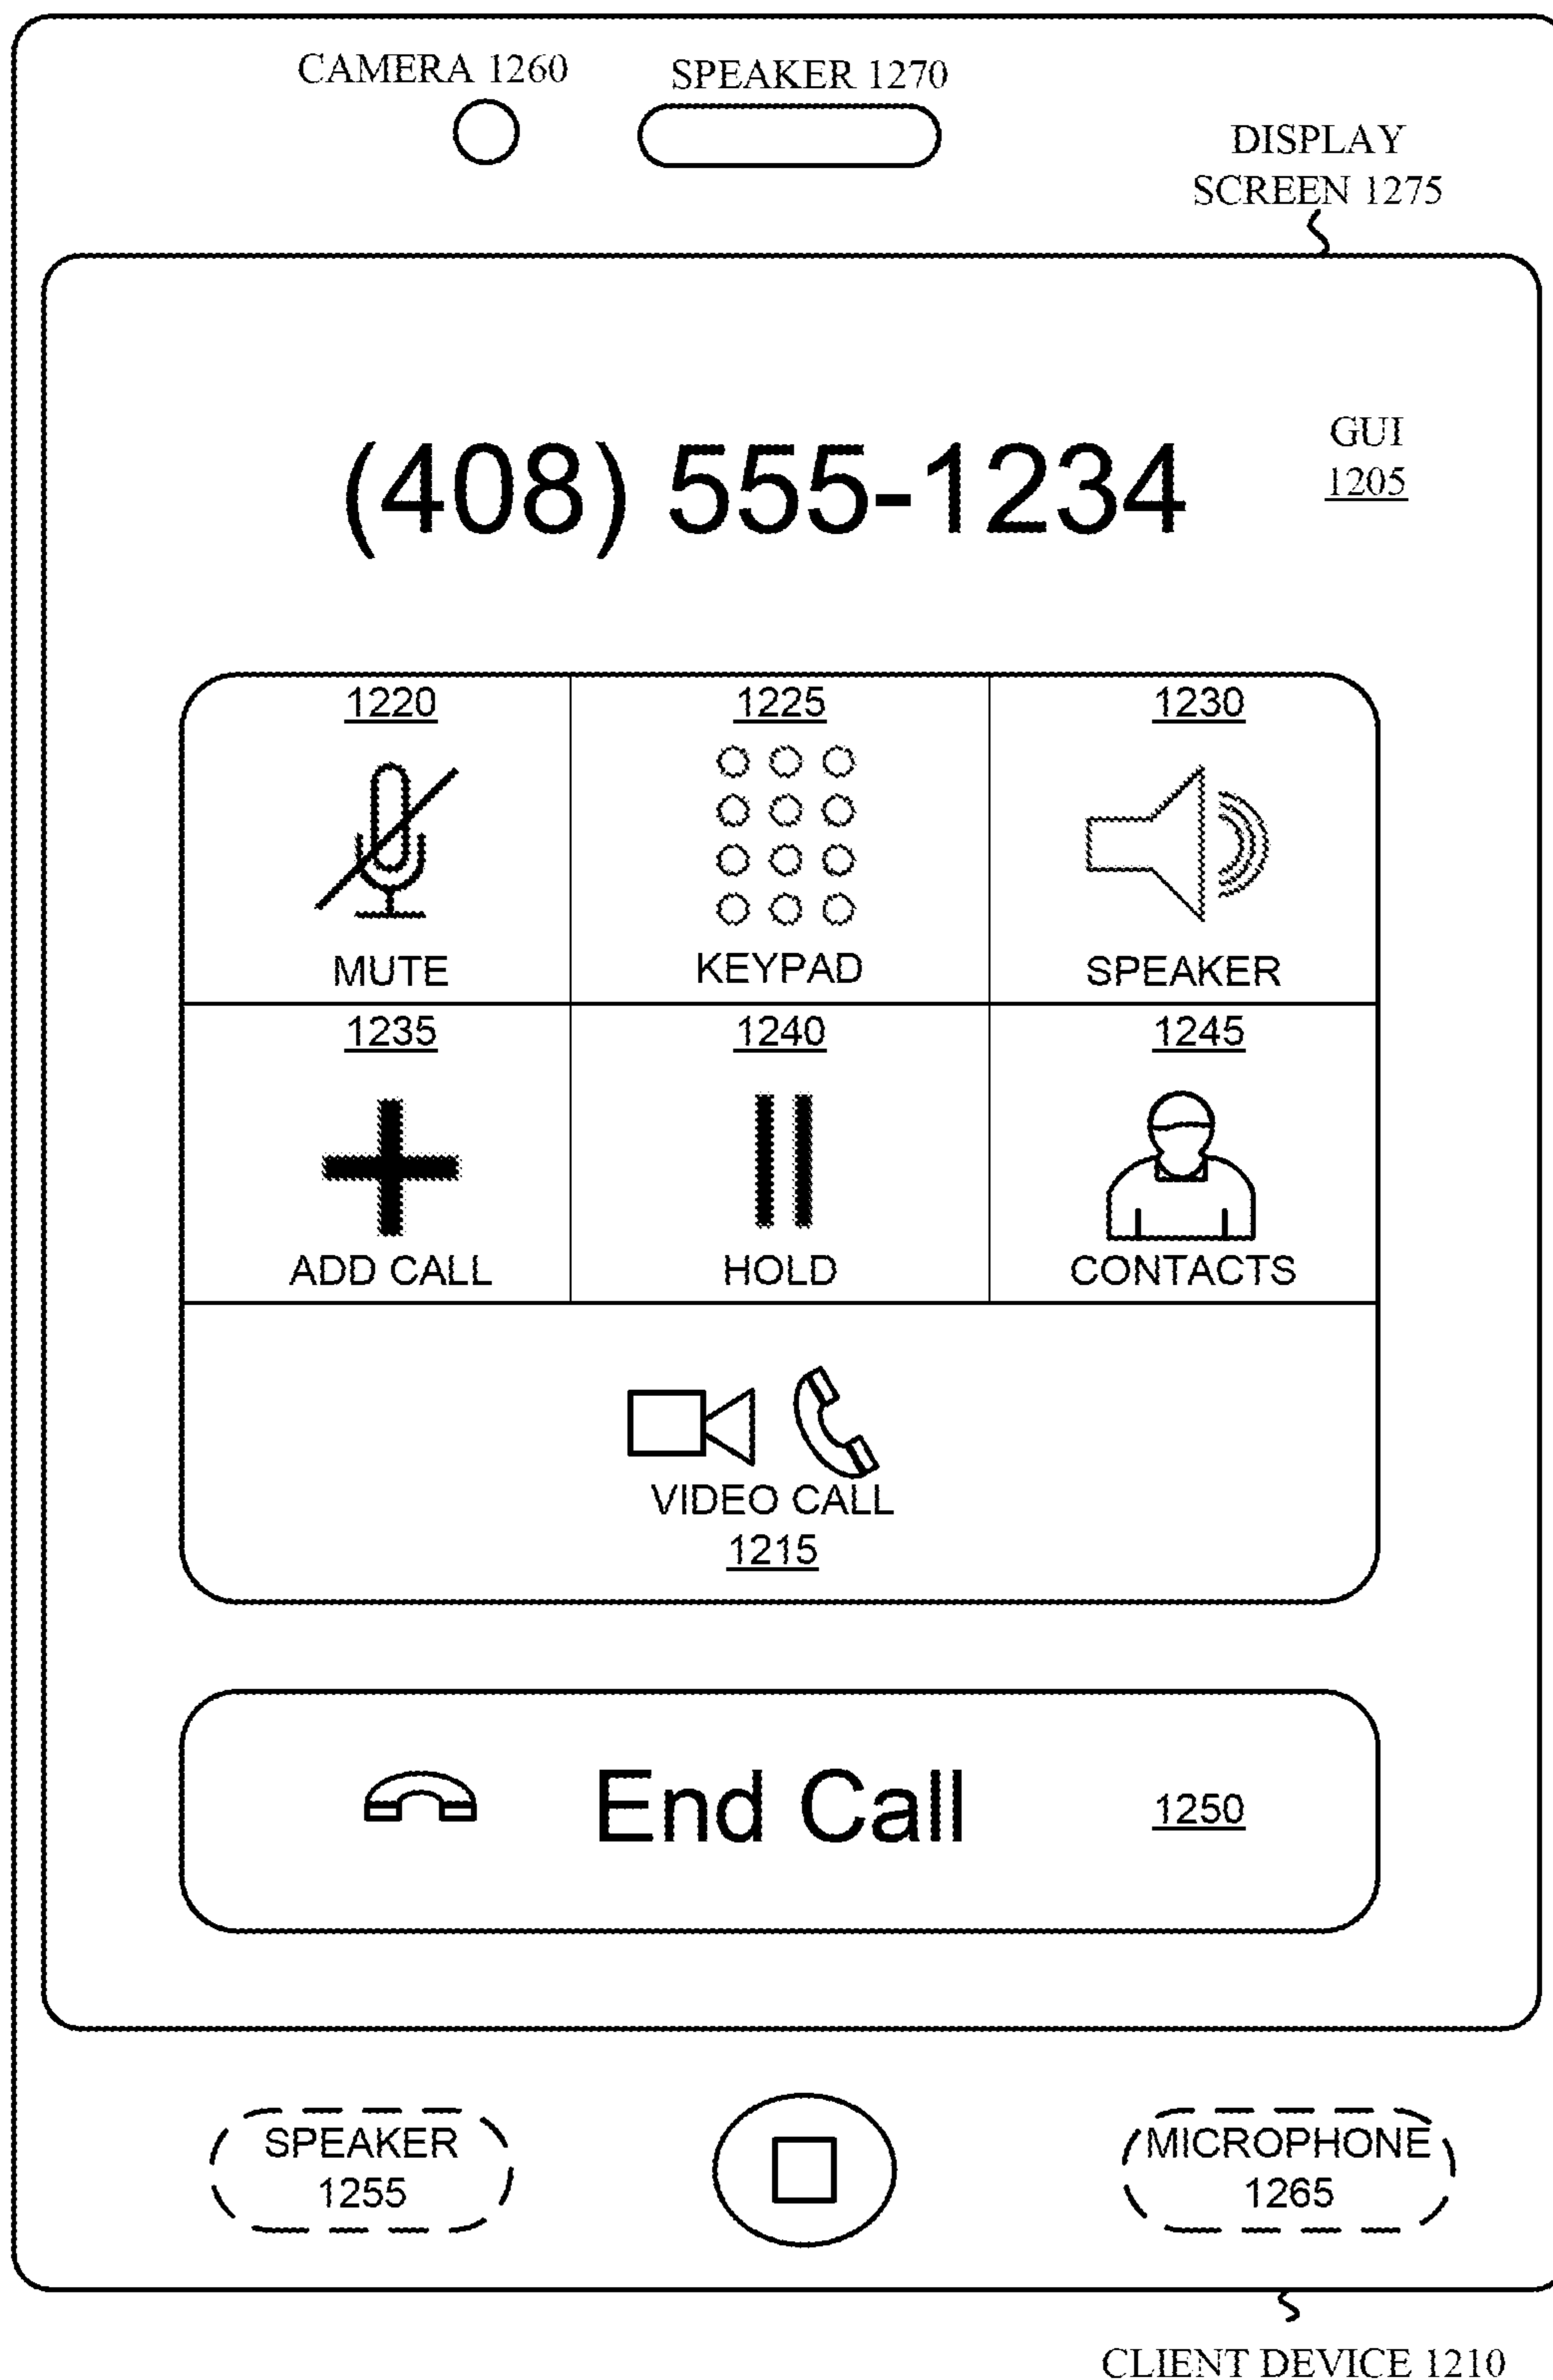 CAMERA 1260
SPEAKER 1270
DISPLAY
SCREEN 1275
(408) 555-1234
GUI
1205
1220
MUTE
1225
KEYPAD
1230
SPEAKER
1235
ADD CALL
1240
HOLD
1245
CONTACTS
VIDEO CALL
1215
End Call
1250
SPEAKER
1255
MICROPHONE
1265
CLIENT DEVICE 1210